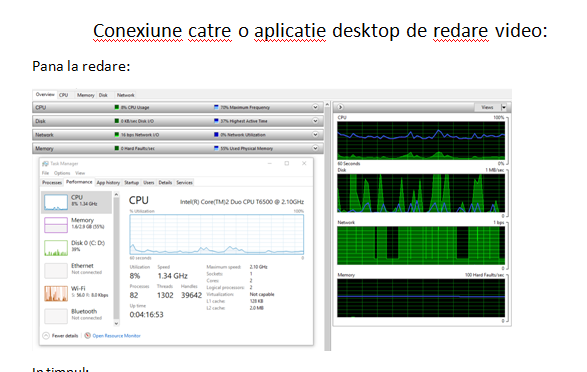 Conexiune catre o aplicatie desktop de redare video:
Pana la redare:
Overview CPU Memory Disk Network
CPU 8% CPU Usage 70% Maximum Frequency
Disk 0 KB/sec Disk I/O 37% Highest Active Time
Network 16 bps Network I/O 0% Network Utilization
Memory 0 Hard Faults/sec 55% Used Physical Memory
Views
CPU 100%
60 Seconds 0%
Disk 1 MB/sec
Network 1 bps
Memory 100 Hard Faults/sec
Task Manager
File Options View
Processes Performance App history Startup Users Details Services
CPU
8% 1.34 GHz
Memory
1.6/2.9 GB (55%)
Disk 0 (C: D:)
38%
Ethernet
Not connected
Wi-Fi
S: 56.0 R: 8.0 Kbps
Bluetooth
Not connected
CPU Intel(R) Core(TM)2 Duo CPU T6500 @ 2.10GHz
% Utilization 100%
60 seconds 0
Utilization Speed
8% 1.34 GHz
Processes Threads Handles
82 1302 39642
Up time
0:04:16:53
Maximum speed: 2.10 GHz
Sockets: 1
Cores: 2
Logical processors: 2
Virtualization: Not capable
L1 cache: 128 KB
L2 cache: 2.0 MB
Fewer details Open Resource Monitor
In timpul: